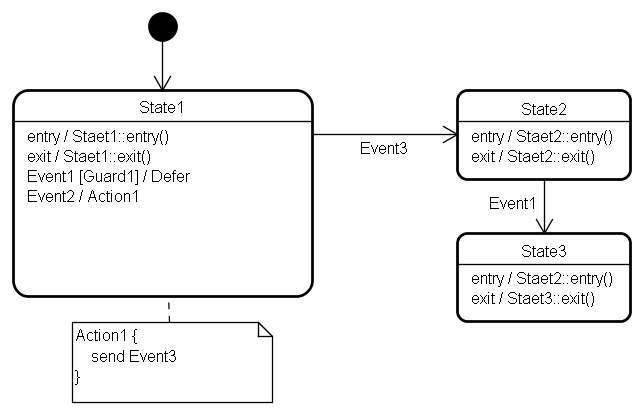 State1
entry / Staet1::entry()
exit / Staet1::exit()
Event1 [Guard1] / Defer
Event2 / Action1
Event3
State2
entry / Staet2::entry()
exit / Staet2::exit()
Event1
State3
entry / Staet2::entry()
exit / Staet3::exit()
Action1 {
send Event3
}